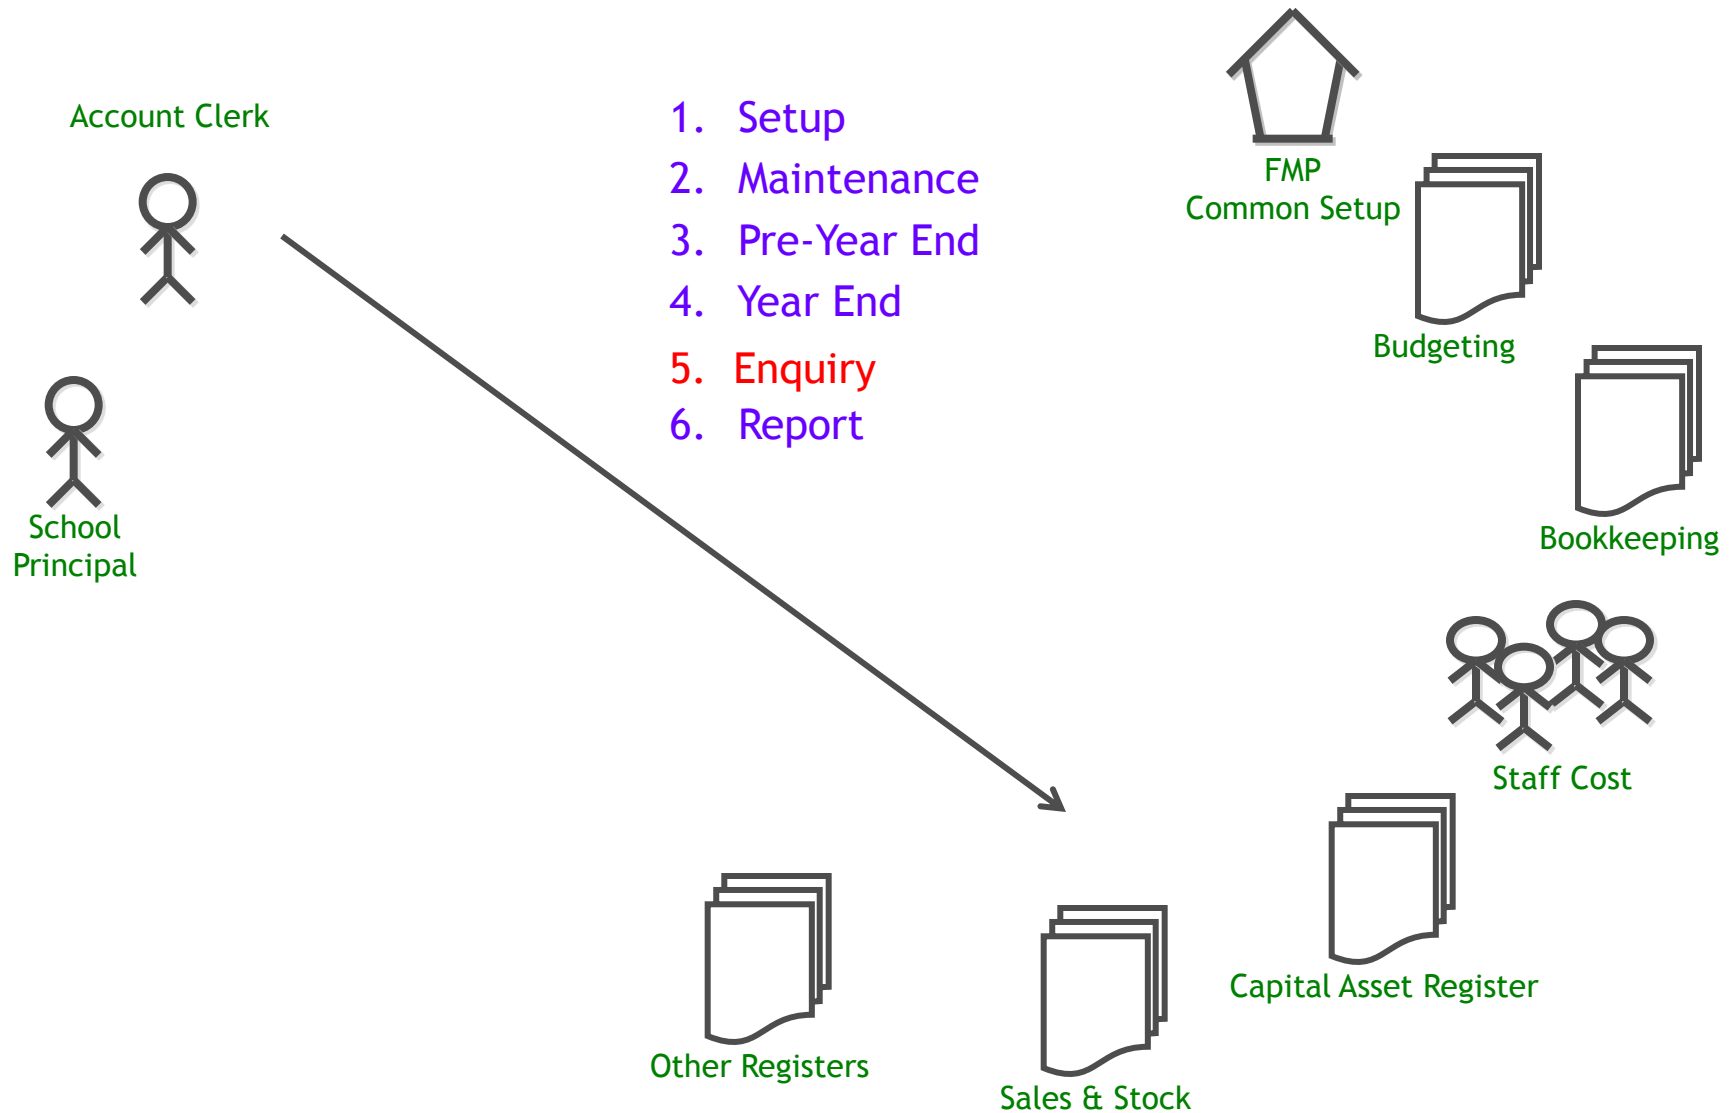 Account Clerk
School
Principal
1. Setup
2. Maintenance
3. Pre-Year End
4. Year End
5. Enquiry
6. Report
FMP
Common Setup
Budgeting
Bookkeeping
Staff Cost
Capital Asset Register
Sales & Stock
Other Registers